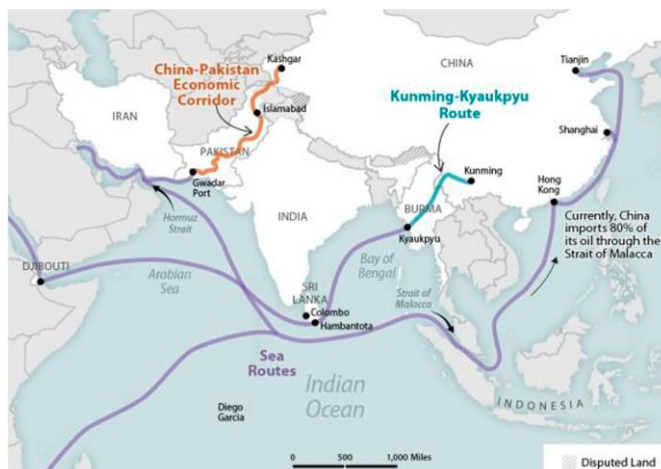 Kashgar
China-Pakistan
Economic
Corridor
CHINA
Tianjin
IRAN
Islamabad
Kunming-Kyaukpyu
Route
Shanghai
PAKISTAN
Gwadar
Port
Kunming
Hong
Kong
INDIA
BURMA
Hormuz
Strait
Kyaukpyu
Currently, China
imports 80% of
its oil through the
Strait of Malacca
DJIBOUTI
Arabian
Sea
Bay of
Bengal
SRI
LANKA
Colombo
Hambantota
Strait of
Malacca
Sea
Routes
Indian
Ocean
Diego
Garcia
INDONESIA
0 500 1,000 Miles
Disputed Land